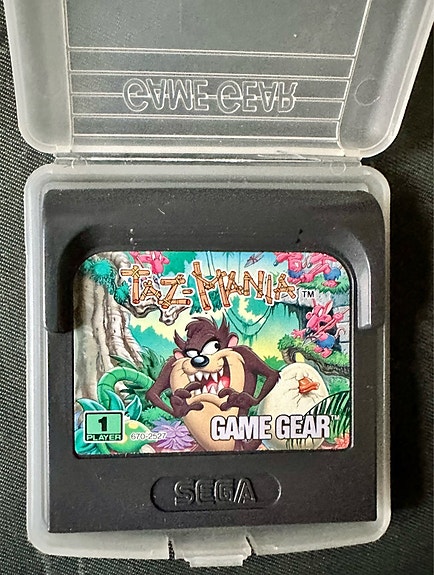 GAME GEAR
TAZ-MANIA ™
1
PLAYER
670-2527
GAME GEAR
SEGA